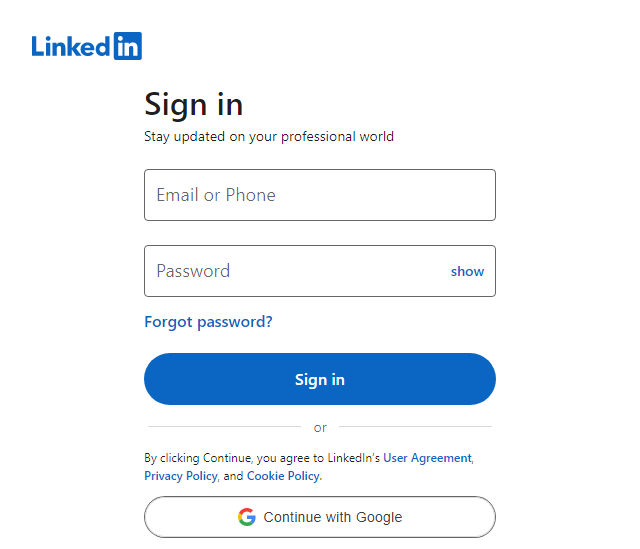 Linkedin
Sign in
Stay updated on your professional world
Email or Phone
Password show
Forgot password?
Sign in
or
By clicking Continue, you agree to LinkedIn's User Agreement,
Privacy Policy, and Cookie Policy.
Continue with Google